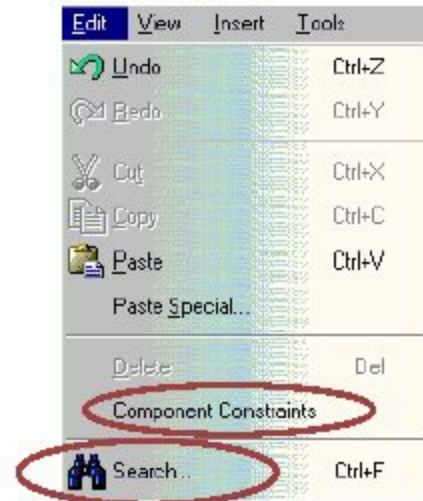 Edit View Insert Tools
Undo Ctrl+Z
Redo Ctrl+Y
Cut Ctrl+X
Copy Ctrl+C
Paste Ctrl+V
Paste Special...
Delete Del
Component Constraints
Search... Ctrl+F